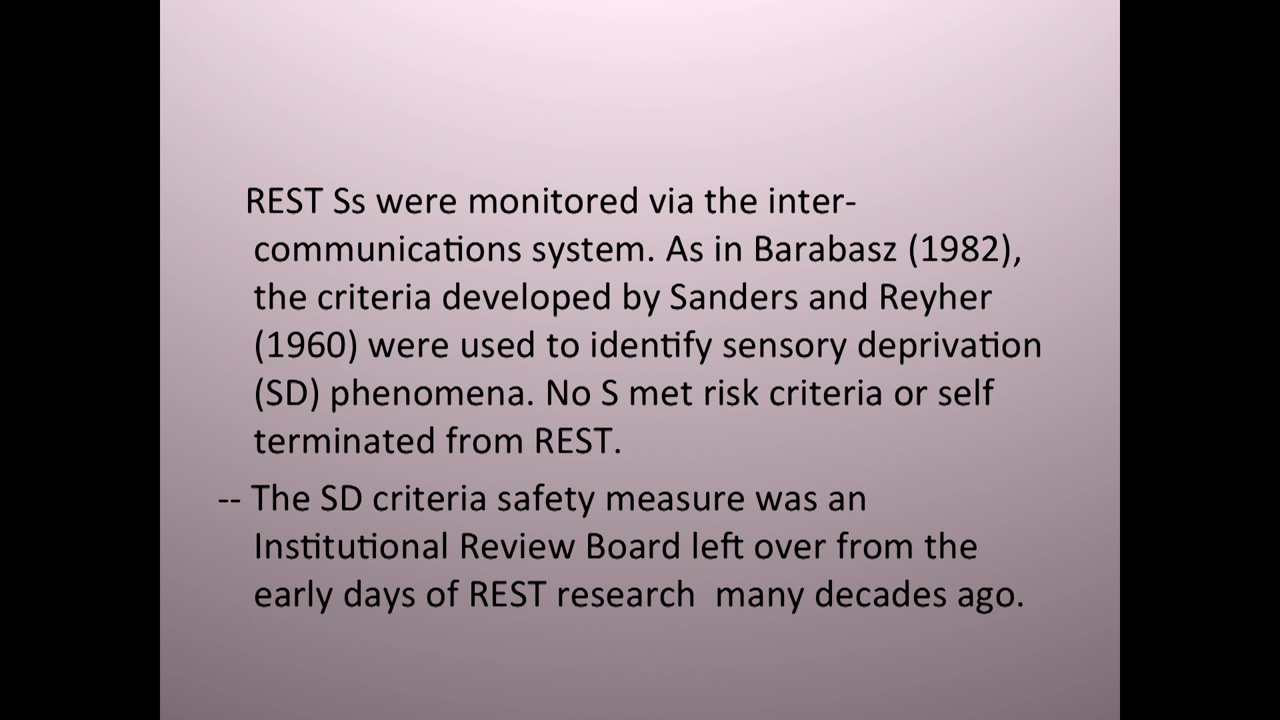 REST Ss were monitored via the inter-
communications system. As in Barabasz (1982),
the criteria developed by Sanders and Reyher
(1960) were used to identify sensory deprivation
(SD) phenomena. No S met risk criteria or self
terminated from REST.
-- The SD criteria safety measure was an
Institutional Review Board left over from the
early days of REST research  many decades ago.